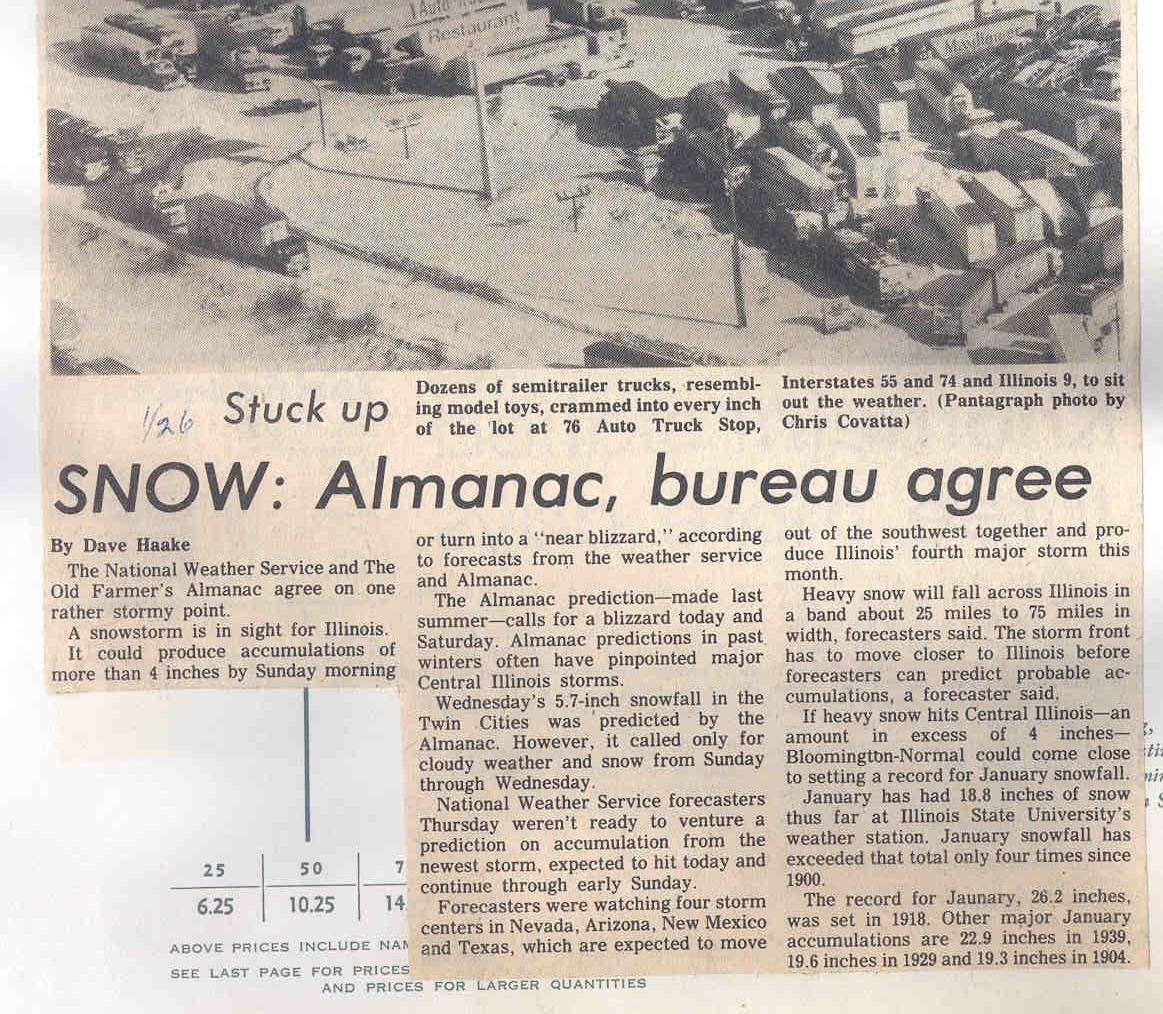 Restaurant
Mayflower
1/26
Stuck up
Dozens of semitrailer trucks, resembl-
ing model toys, crammed into every inch
of the lot at 76 Auto Truck Stop,
Interstates 55 and 74 and Illinois 9, to sit
out the weather. (Pantagraph photo by
Chris Covatta)
SNOW: Almanac, bureau agree
By Dave Haake
The National Weather Service and The
Old Farmer's Almanac agree on one
rather stormy point.
A snowstorm is in sight for Illinois.
It could produce accumulations of
more than 4 inches by Sunday morning
or turn into a "near blizzard," according
to forecasts from the weather service
and Almanac.
The Almanac prediction—made last
summer—calls for a blizzard today and
Saturday. Almanac predictions in past
winters often have pinpointed major
Central Illinois storms.
Wednesday's 5.7-inch snowfall in the
Twin Cities was predicted by the
Almanac. However, it called only for
cloudy weather and snow from Sunday
through Wednesday.
National Weather Service forecasters
Thursday weren't ready to venture a
prediction on accumulation from the
newest storm, expected to hit today and
continue through early Sunday.
Forecasters were watching four storm
centers in Nevada, Arizona, New Mexico
and Texas, which are expected to move
out of the southwest together and pro-
duce Illinois' fourth major storm this
month.
Heavy snow will fall across Illinois in
a band about 25 miles to 75 miles in
width, forecasters said. The storm front
has to move closer to Illinois before
forecasters can predict probable ac-
cumulations, a forecaster said.
If heavy snow hits Central Illinois—an
amount in excess of 4 inches—
Bloomington-Normal could come close
to setting a record for January snowfall.
January has had 18.8 inches of snow
thus far at Illinois State University's
weather station. January snowfall has
exceeded that total only four times since
1900.
The record for Jaunary, 26.2 inches,
was set in 1918. Other major January
accumulations are 22.9 inches in 1939,
19.6 inches in 1929 and 19.3 inches in 1904.
25 50 7
6.25 10.25 14
ABOVE PRICES INCLUDE NAM
SEE LAST PAGE FOR PRICES
AND PRICES FOR LARGER QUANTITIES